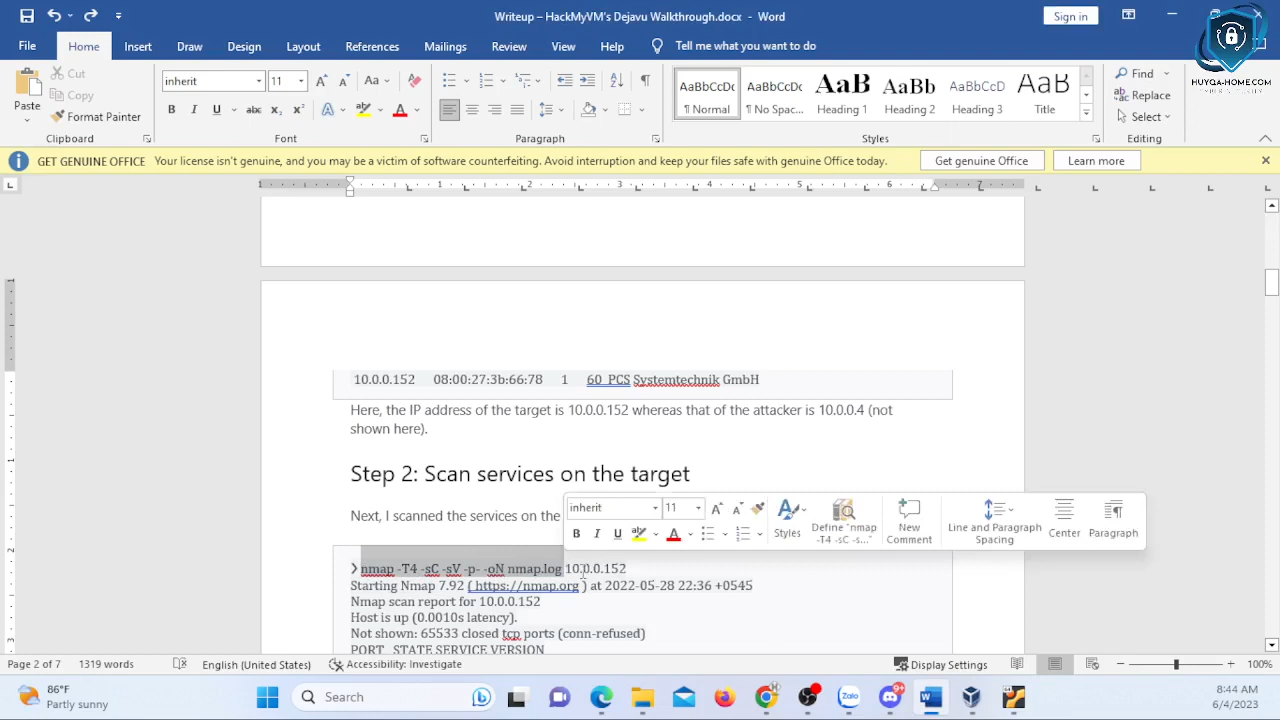 Writeup - HackMyVM's Dejavu Walkthrough.docx - Word
Sign in
File Home Insert Draw Design Layout References Mailings Review View Help Tell me what you want to do
HUYQAHOME.COM
Paste
Cut
Copy
Format Painter
Clipboard
inherit 11
Font
Paragraph
AaBbCcDc ¶ Normal
AaBbCcDc ¶ No Spac...
AaB Heading 1
AaBb Heading 2
AaBbCcD Heading 3
AaB Title
Styles
Find
Replace
Select
Editing
GET GENUINE OFFICE Your license isn't genuine, and you may be a victim of software counterfeiting. Avoid interruption and keep your files safe with genuine Office today. Get genuine Office Learn more
1 1 2 3 4 5 6 7
10.0.0.152 08:00:27:3b:66:78 1 60 PCS Systemtechnik GmbH
Here, the IP address of the target is 10.0.0.152 whereas that of the attacker is 10.0.0.4 (not
shown here).
Step 2: Scan services on the target
Next, I scanned the services on the
inherit 11
Styles
Define "nmap
-T4 -sC -s..."
New
Comment
Line and Paragraph
Spacing
Center
Paragraph
❯ nmap -T4 -sC -sV -p- -oN nmap.log 10.0.0.152
Starting Nmap 7.92 ( https://nmap.org ) at 2022-05-28 22:36 +0545
Nmap scan report for 10.0.0.152
Host is up (0.0010s latency).
Not shown: 65533 closed tcp ports (conn-refused)
PORT STATE SERVICE VERSION
Page 2 of 7 1319 words English (United States) Accessibility: Investigate Display Settings 100%
86°F
Partly sunny
Search
Zalo
9+
8:44 AM
6/4/2023